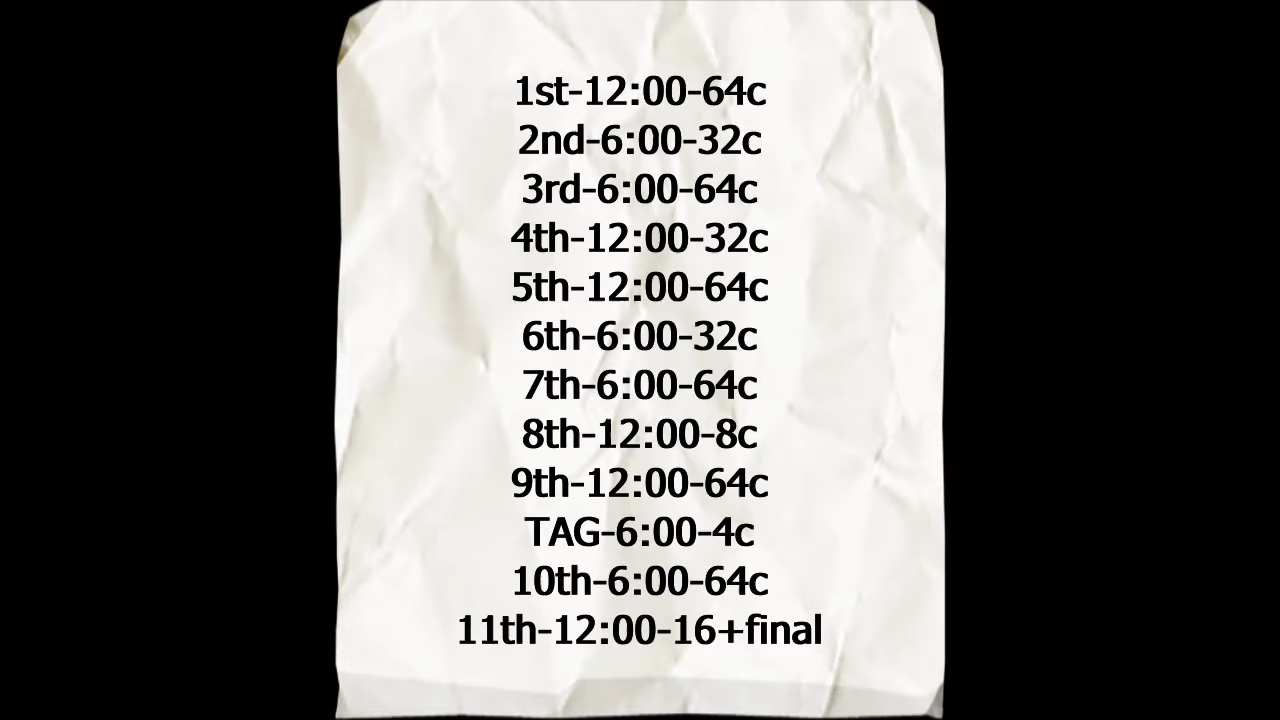 1st-12:00-64c
2nd-6:00-32c
3rd-6:00-64c
4th-12:00-32c
5th-12:00-64c
6th-6:00-32c
7th-6:00-64c
8th-12:00-8c
9th-12:00-64c
TAG-6:00-4c
10th-6:00-64c
11th-12:00-16+final